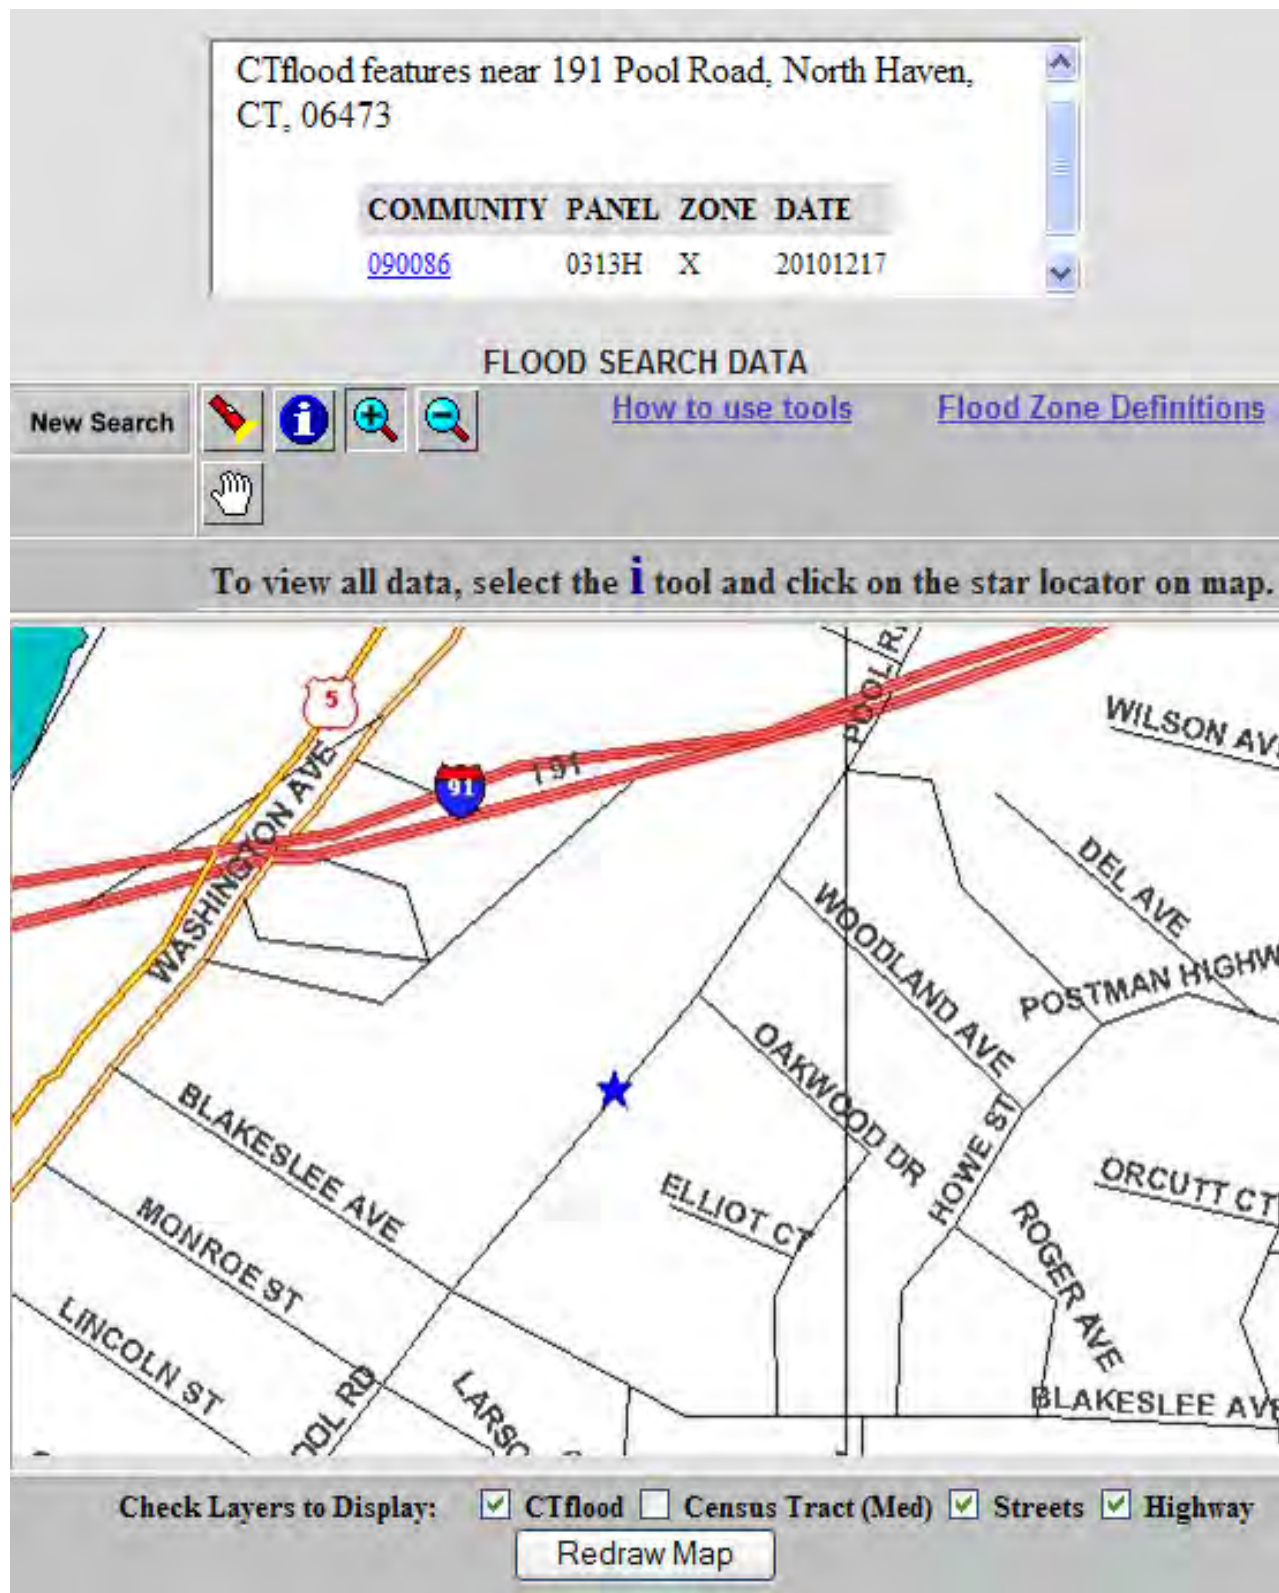 CTflood features near 191 Pool Road, North Haven,
CT, 06473
COMMUNITY PANEL ZONE DATE
090086 0313H X 20101217
FLOOD SEARCH DATA
New Search
How to use tools
Flood Zone Definitions
To view all data, select the i tool and click on the star locator on map.
5
POOL R
WILSON AV
91
I 91
WASHINGTON AVE
DEL AVE
WOODLAND AVE
POSTMAN HIGHW
OAKWOOD DR
BLAKESLEE AVE
HOWE ST
ELLIOT CT
ORCUTT CT
MONROE ST
ROGER AVE
LINCOLN ST
OOL RD
LARSO
BLAKESLEE AVE
Check Layers to Display: CTflood Census Tract (Med) Streets Highway
Redraw Map